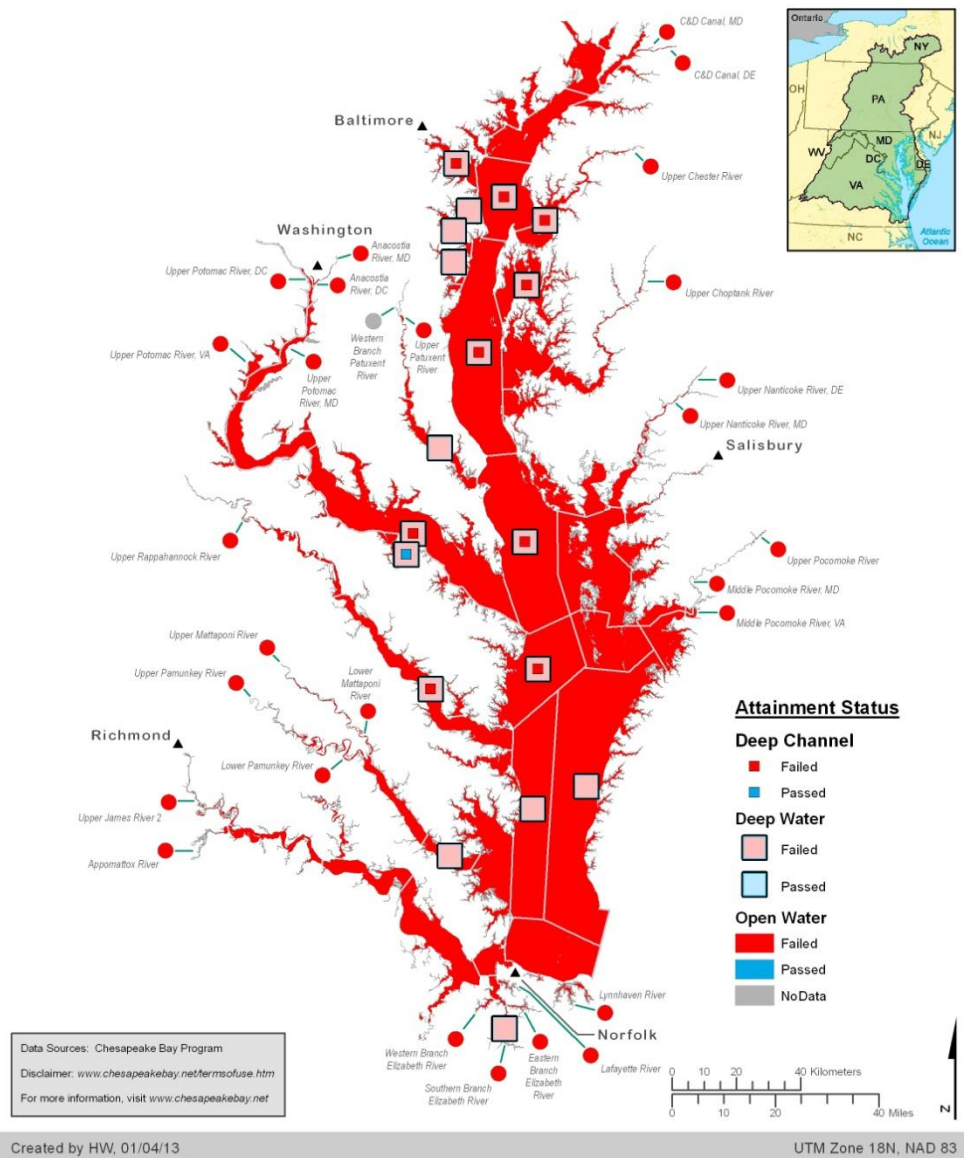 C&D Canal, MD
C&D Canal, DE
Baltimore
Upper Chester River
Washington
Anacostia
River, MD
Upper Potomac River, DC
Anacostia
River, DC
Upper Choptank River
Western
Branch
Patuxent
River
Upper
Patuxent
River
Upper Potomac River, VA
Upper
Potomac
River, MD
Upper Nanticoke River, DE
Upper Nanticoke River, MD
Salisbury
Upper Rappahannock River
Upper Pocomoke River
Middle Pocomoke River, MD
Middle Pocomoke River, VA
Upper Mattaponi River
Upper Pamunkey River
Lower
Mattaponi
River
Richmond
Lower Pamunkey River
Upper James River 2
Appomattox River
Lynnhaven River
Norfolk
Western Branch
Elizabeth River
Southern Branch
Elizabeth River
Eastern
Branch
Elizabeth
River
Lafayette River
Ontario
NY
OH
PA
NJ
MD
WV
DC
DE
VA
NC
Atlantic
Ocean
Attainment Status
Deep Channel
Failed
Passed
Deep Water
Failed
Passed
Open Water
Failed
Passed
NoData
0 20 40 Kilometers
0 20 40 Miles
N
Data Sources: Chesapeake Bay Program
Disclaimer: www.chesapeakebay.net/termsofuse.htm
For more information, visit www.chesapeakebay.net
Created by HW, 01/04/13
UTM Zone 18N, NAD 83